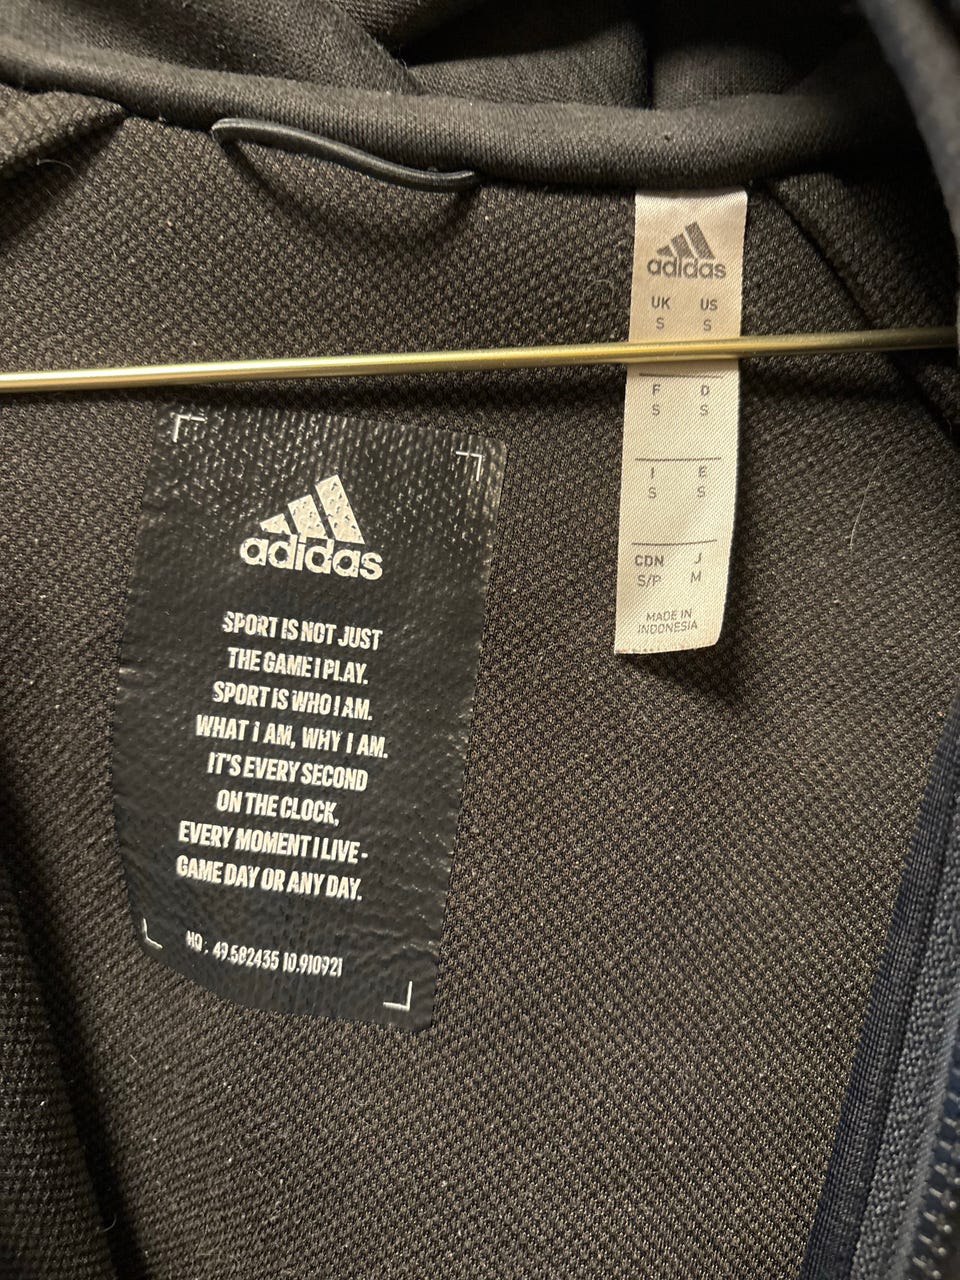 adidas
SPORT IS NOT JUST
THE GAME I PLAY.
SPORT IS WHO I AM.
WHAT I AM, WHY I AM.
IT'S EVERY SECOND
ON THE CLOCK,
EVERY MOMENT I LIVE -
GAME DAY OR ANY DAY.
HQ : 49.582435 10.910921
adidas
UK US
S S
F D
S S
I E
S S
CDN J
S/P M
MADE IN
INDONESIA